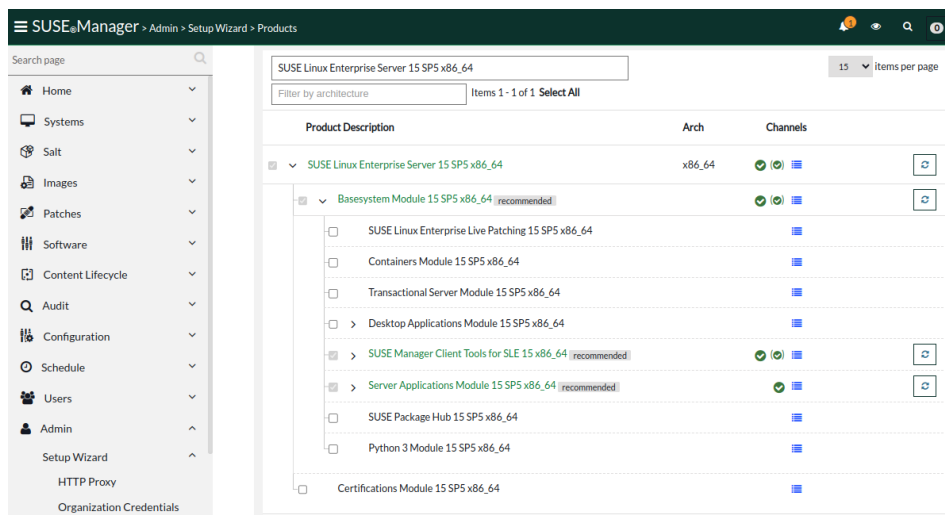 SUSE®Manager > Admin > Setup Wizard > Products
1
0
Search page
Home
Systems
Salt
Images
Patches
Software
Content Lifecycle
Audit
Configuration
Schedule
Users
Admin
Setup Wizard
HTTP Proxy
Organization Credentials
SUSE Linux Enterprise Server 15 SP5 x86_64
15 items per page
Filter by architecture
Items 1 - 1 of 1 Select All
Product Description Arch Channels
SUSE Linux Enterprise Server 15 SP5 x86_64 x86_64
Basesystem Module 15 SP5 x86_64 recommended
SUSE Linux Enterprise Live Patching 15 SP5 x86_64
Containers Module 15 SP5 x86_64
Transactional Server Module 15 SP5 x86_64
Desktop Applications Module 15 SP5 x86_64
SUSE Manager Client Tools for SLE 15 x86_64 recommended
Server Applications Module 15 SP5 x86_64 recommended
SUSE Package Hub 15 SP5 x86_64
Python 3 Module 15 SP5 x86_64
Certifications Module 15 SP5 x86_64